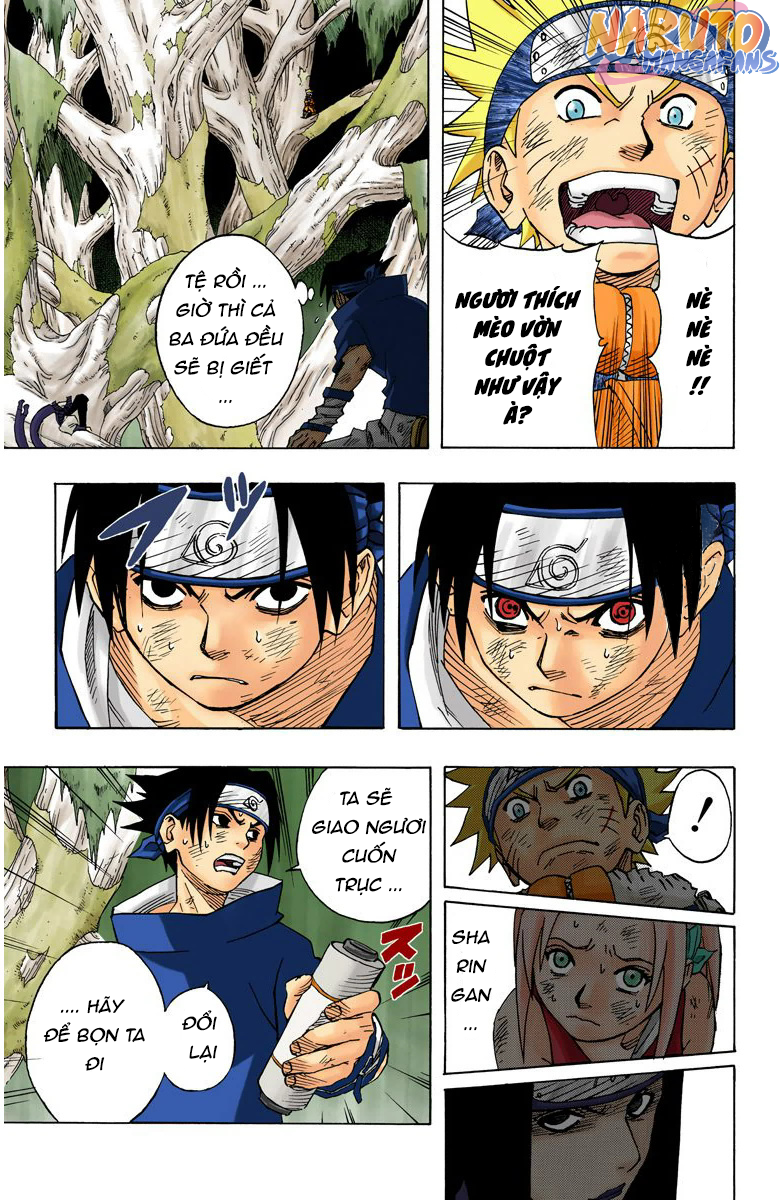 NARUTO
MANGAFANS
NÈ
NÈ
NÈ
!!
NGƯƠI THÍCH
MÈO VỜN
CHUỘT
NHƯ VẬY
À?
TỆ RỒI ...
GIỜ THÌ CẢ
BA ĐỨA ĐỀU
SẼ BỊ GIẾT
...
!
SHA
RIN
GAN
...
TA SẼ
GIAO NGƯƠI
CUỐN
TRỤC ...
スッ
ĐỔI
LẠI
.... HÃY
ĐỂ BỌN TA
ĐI